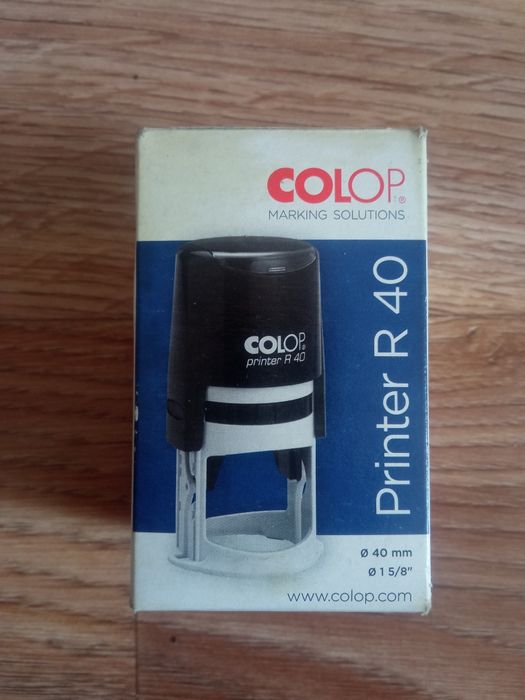 COLOP®
MARKING SOLUTIONS
COLOP®
printer R 40
Printer R 40
Ø 40 mm
Ø 1 5/8"
www.colop.com